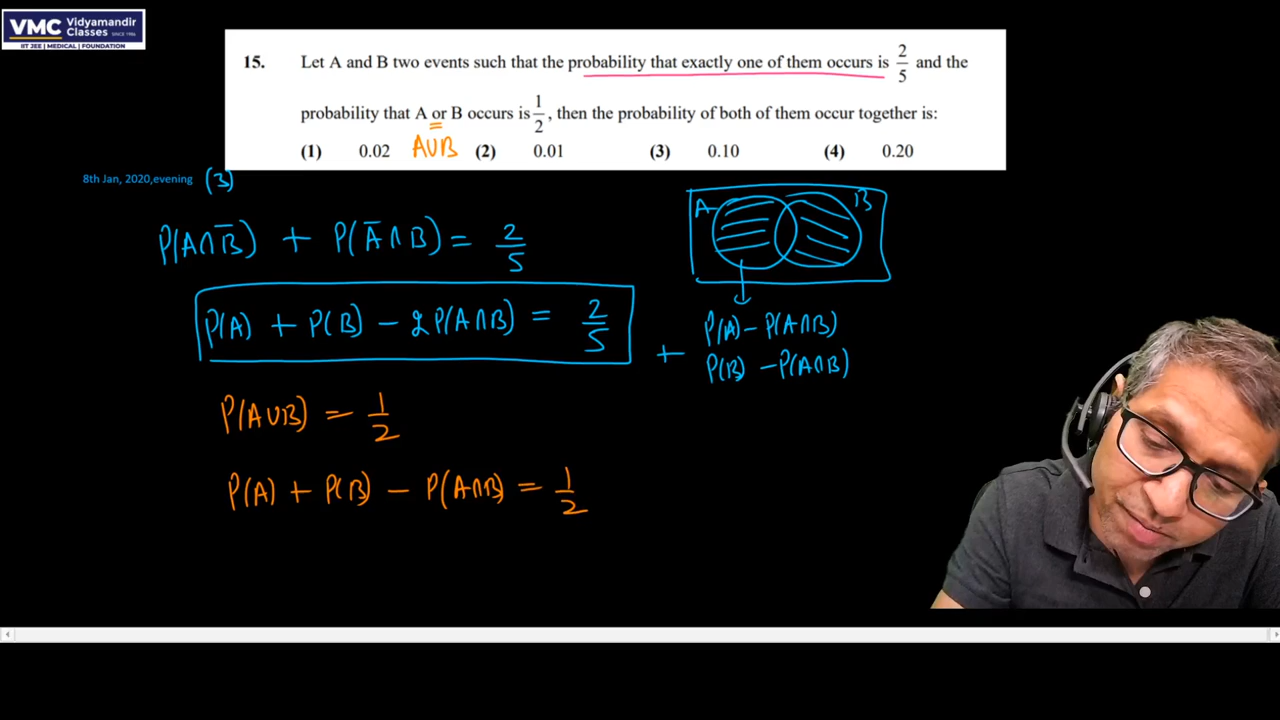 VMC Vidyamandir Classes SINCE 1986
IIT JEE | MEDICAL | FOUNDATION
15. Let A and B two events such that the probability that exactly one of them occurs is 2/5 and the
probability that A or B occurs is 1/2, then the probability of both of them occur together is:
(1) 0.02 A∪B (2) 0.01 (3) 0.10 (4) 0.20
8th Jan, 2020,evening (3)
P(A∩B̅) + P(A̅∩B) = 2/5
A B
P(A) + P(B) − 2P(A∩B) = 2/5
P(A) − P(A∩B)
+ P(B) − P(A∩B)
P(A∪B) = 1/2
P(A) + P(B) − P(A∩B) = 1/2